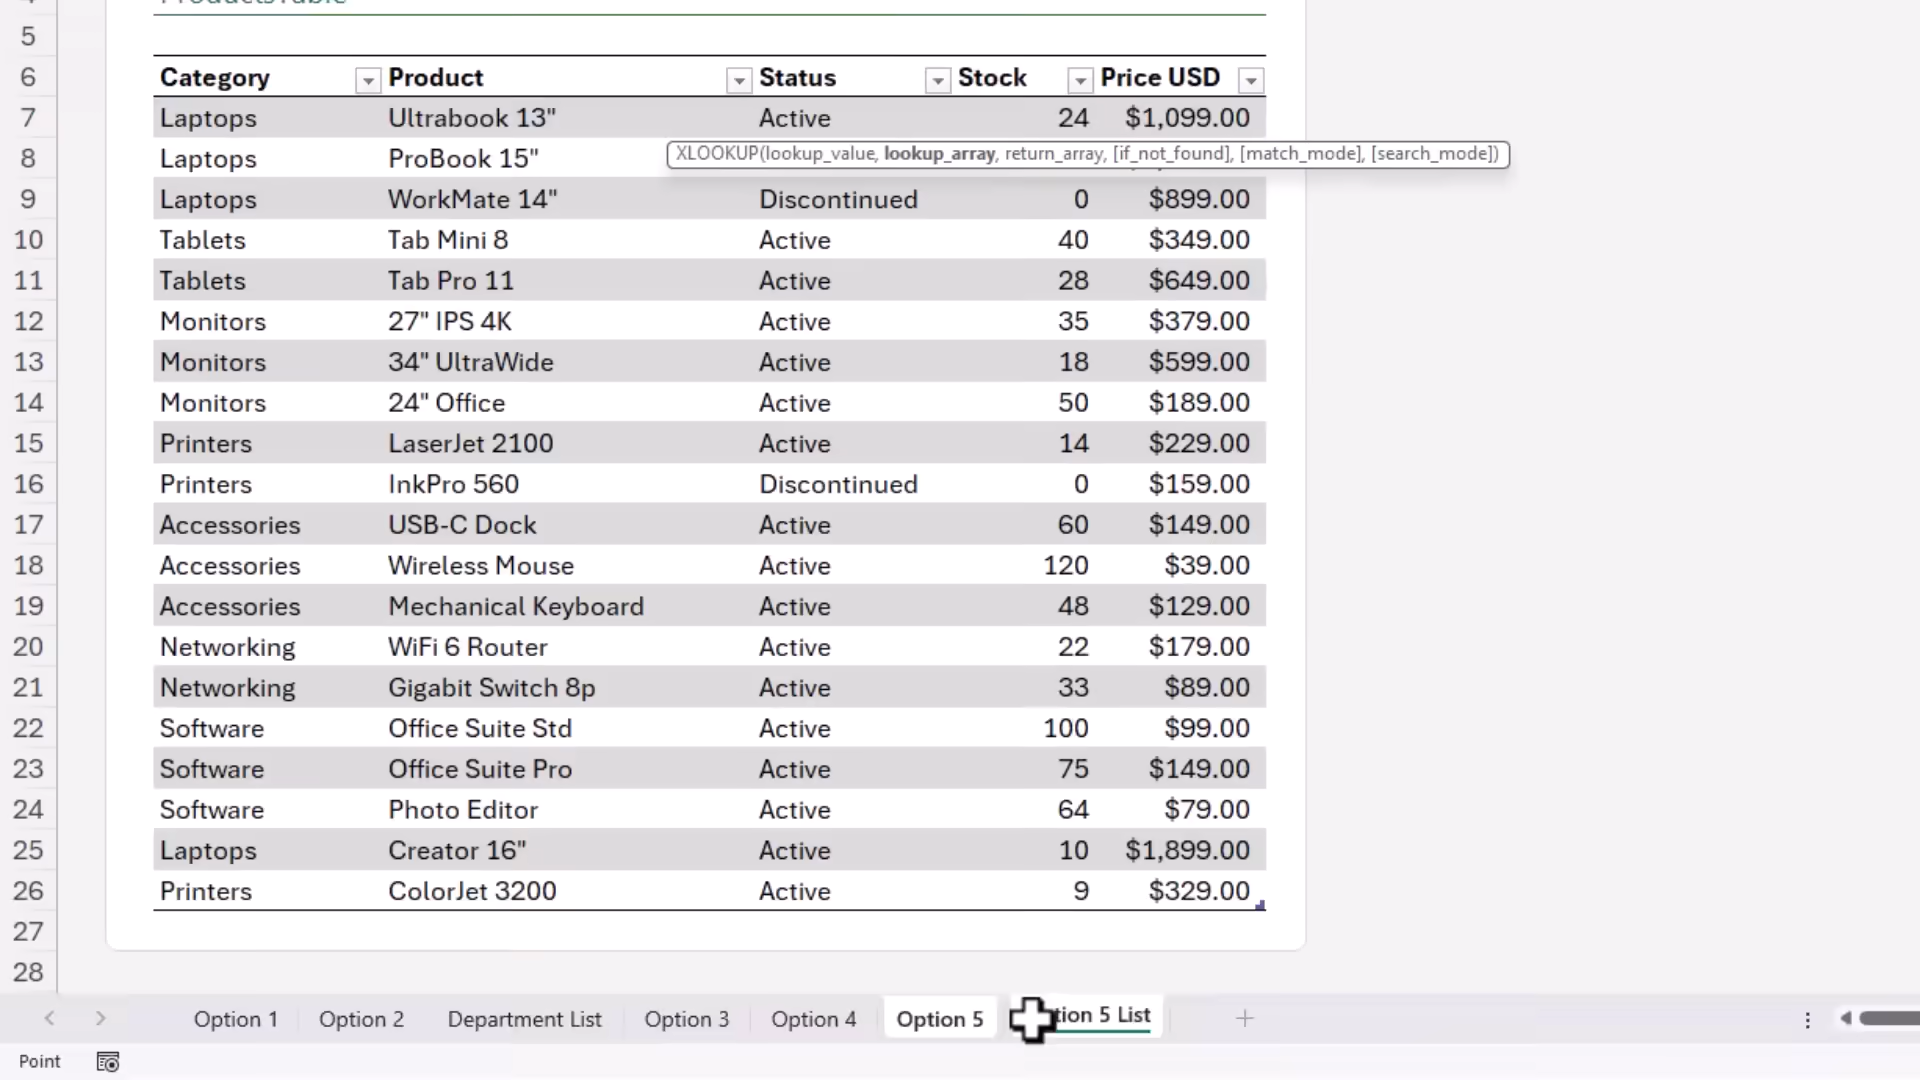 ProductsTable
5
6 Category Product Status Stock Price USD
7 Laptops Ultrabook 13" Active 24 $1,099.00
8 Laptops ProBook 15"
XLOOKUP(lookup_value, lookup_array, return_array, [if_not_found], [match_mode], [search_mode])
9 Laptops WorkMate 14" Discontinued 0 $899.00
10 Tablets Tab Mini 8 Active 40 $349.00
11 Tablets Tab Pro 11 Active 28 $649.00
12 Monitors 27" IPS 4K Active 35 $379.00
13 Monitors 34" UltraWide Active 18 $599.00
14 Monitors 24" Office Active 50 $189.00
15 Printers LaserJet 2100 Active 14 $229.00
16 Printers InkPro 560 Discontinued 0 $159.00
17 Accessories USB-C Dock Active 60 $149.00
18 Accessories Wireless Mouse Active 120 $39.00
19 Accessories Mechanical Keyboard Active 48 $129.00
20 Networking WiFi 6 Router Active 22 $179.00
21 Networking Gigabit Switch 8p Active 33 $89.00
22 Software Office Suite Std Active 100 $99.00
23 Software Office Suite Pro Active 75 $149.00
24 Software Photo Editor Active 64 $79.00
25 Laptops Creator 16" Active 10 $1,899.00
26 Printers ColorJet 3200 Active 9 $329.00
27
28
Option 1 Option 2 Department List Option 3 Option 4 Option 5 tion 5 List
Point